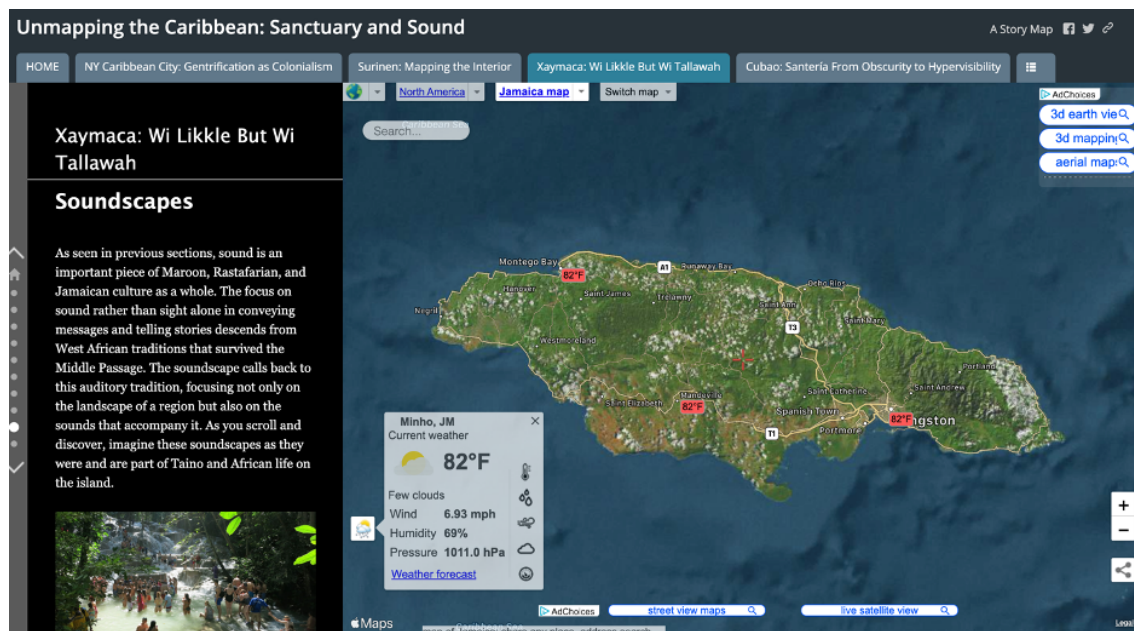 Unmapping the Caribbean: Sanctuary and Sound
A Story Map
HOME
NY Caribbean City: Gentrification as Colonialism
Surinen: Mapping the Interior
Xaymaca: Wi Likkle But Wi Tallawah
Cubao: Santería From Obscurity to Hypervisibility
Xaymaca: Wi Likkle But Wi
Tallawah
Soundscapes
As seen in previous sections, sound is an
important piece of Maroon, Rastafarian, and
Jamaican culture as a whole. The focus on
sound rather than sight alone in conveying
messages and telling stories descends from
West African traditions that survived the
Middle Passage. The soundscape calls back to
this auditory tradition, focusing not only on
the landscape of a region but also on the
sounds that accompany it. As you scroll and
discover, imagine these soundscapes as they
were and are part of Taino and African life on
the island.
North America
Jamaica map
Switch map
Caribbean Sea
Search...
AdChoices
3d earth vie
3d mapping
aerial map
Montego Bay
82°F
A1
Runaway Bay
Hanover
Saint James
Trelawny
Ocho Rios
Saint Ann
Negril
T3
Saint Mary
Westmoreland
Portland
Saint Elizabeth
Mandeville
82°F
Saint Catherine
Saint Andrew
Spanish Town
82°F
ngston
T1
Portmore
Minho, JM
Current weather
82°F
Few clouds
Wind 6.93 mph
Humidity 69%
Pressure 1011.0 hPa
Weather forecast
+
−
AdChoices
street view maps
live satellite view
Maps
Caribbean Sea
Legal